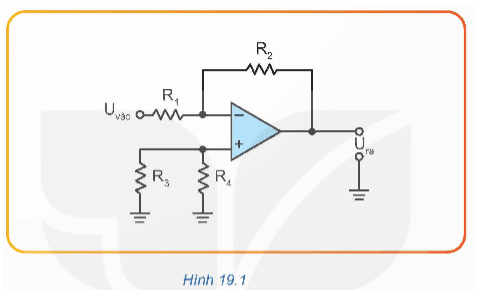 R2
R1
Uvào
−
+
Ura
R3
R4
Hình 19.1